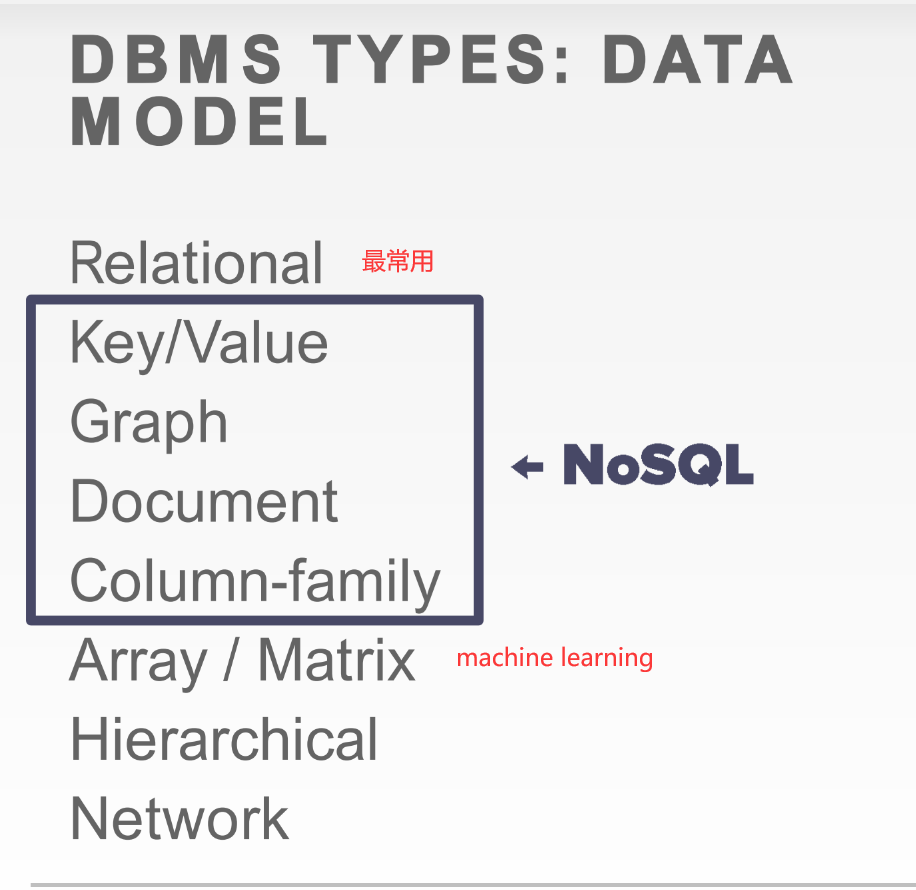 DBMS TYPES: DATA
MODEL
Relational 最常用
Key/Value
Graph
Document
Column-family
← NoSQL
Array / Matrix machine learning
Hierarchical
Network